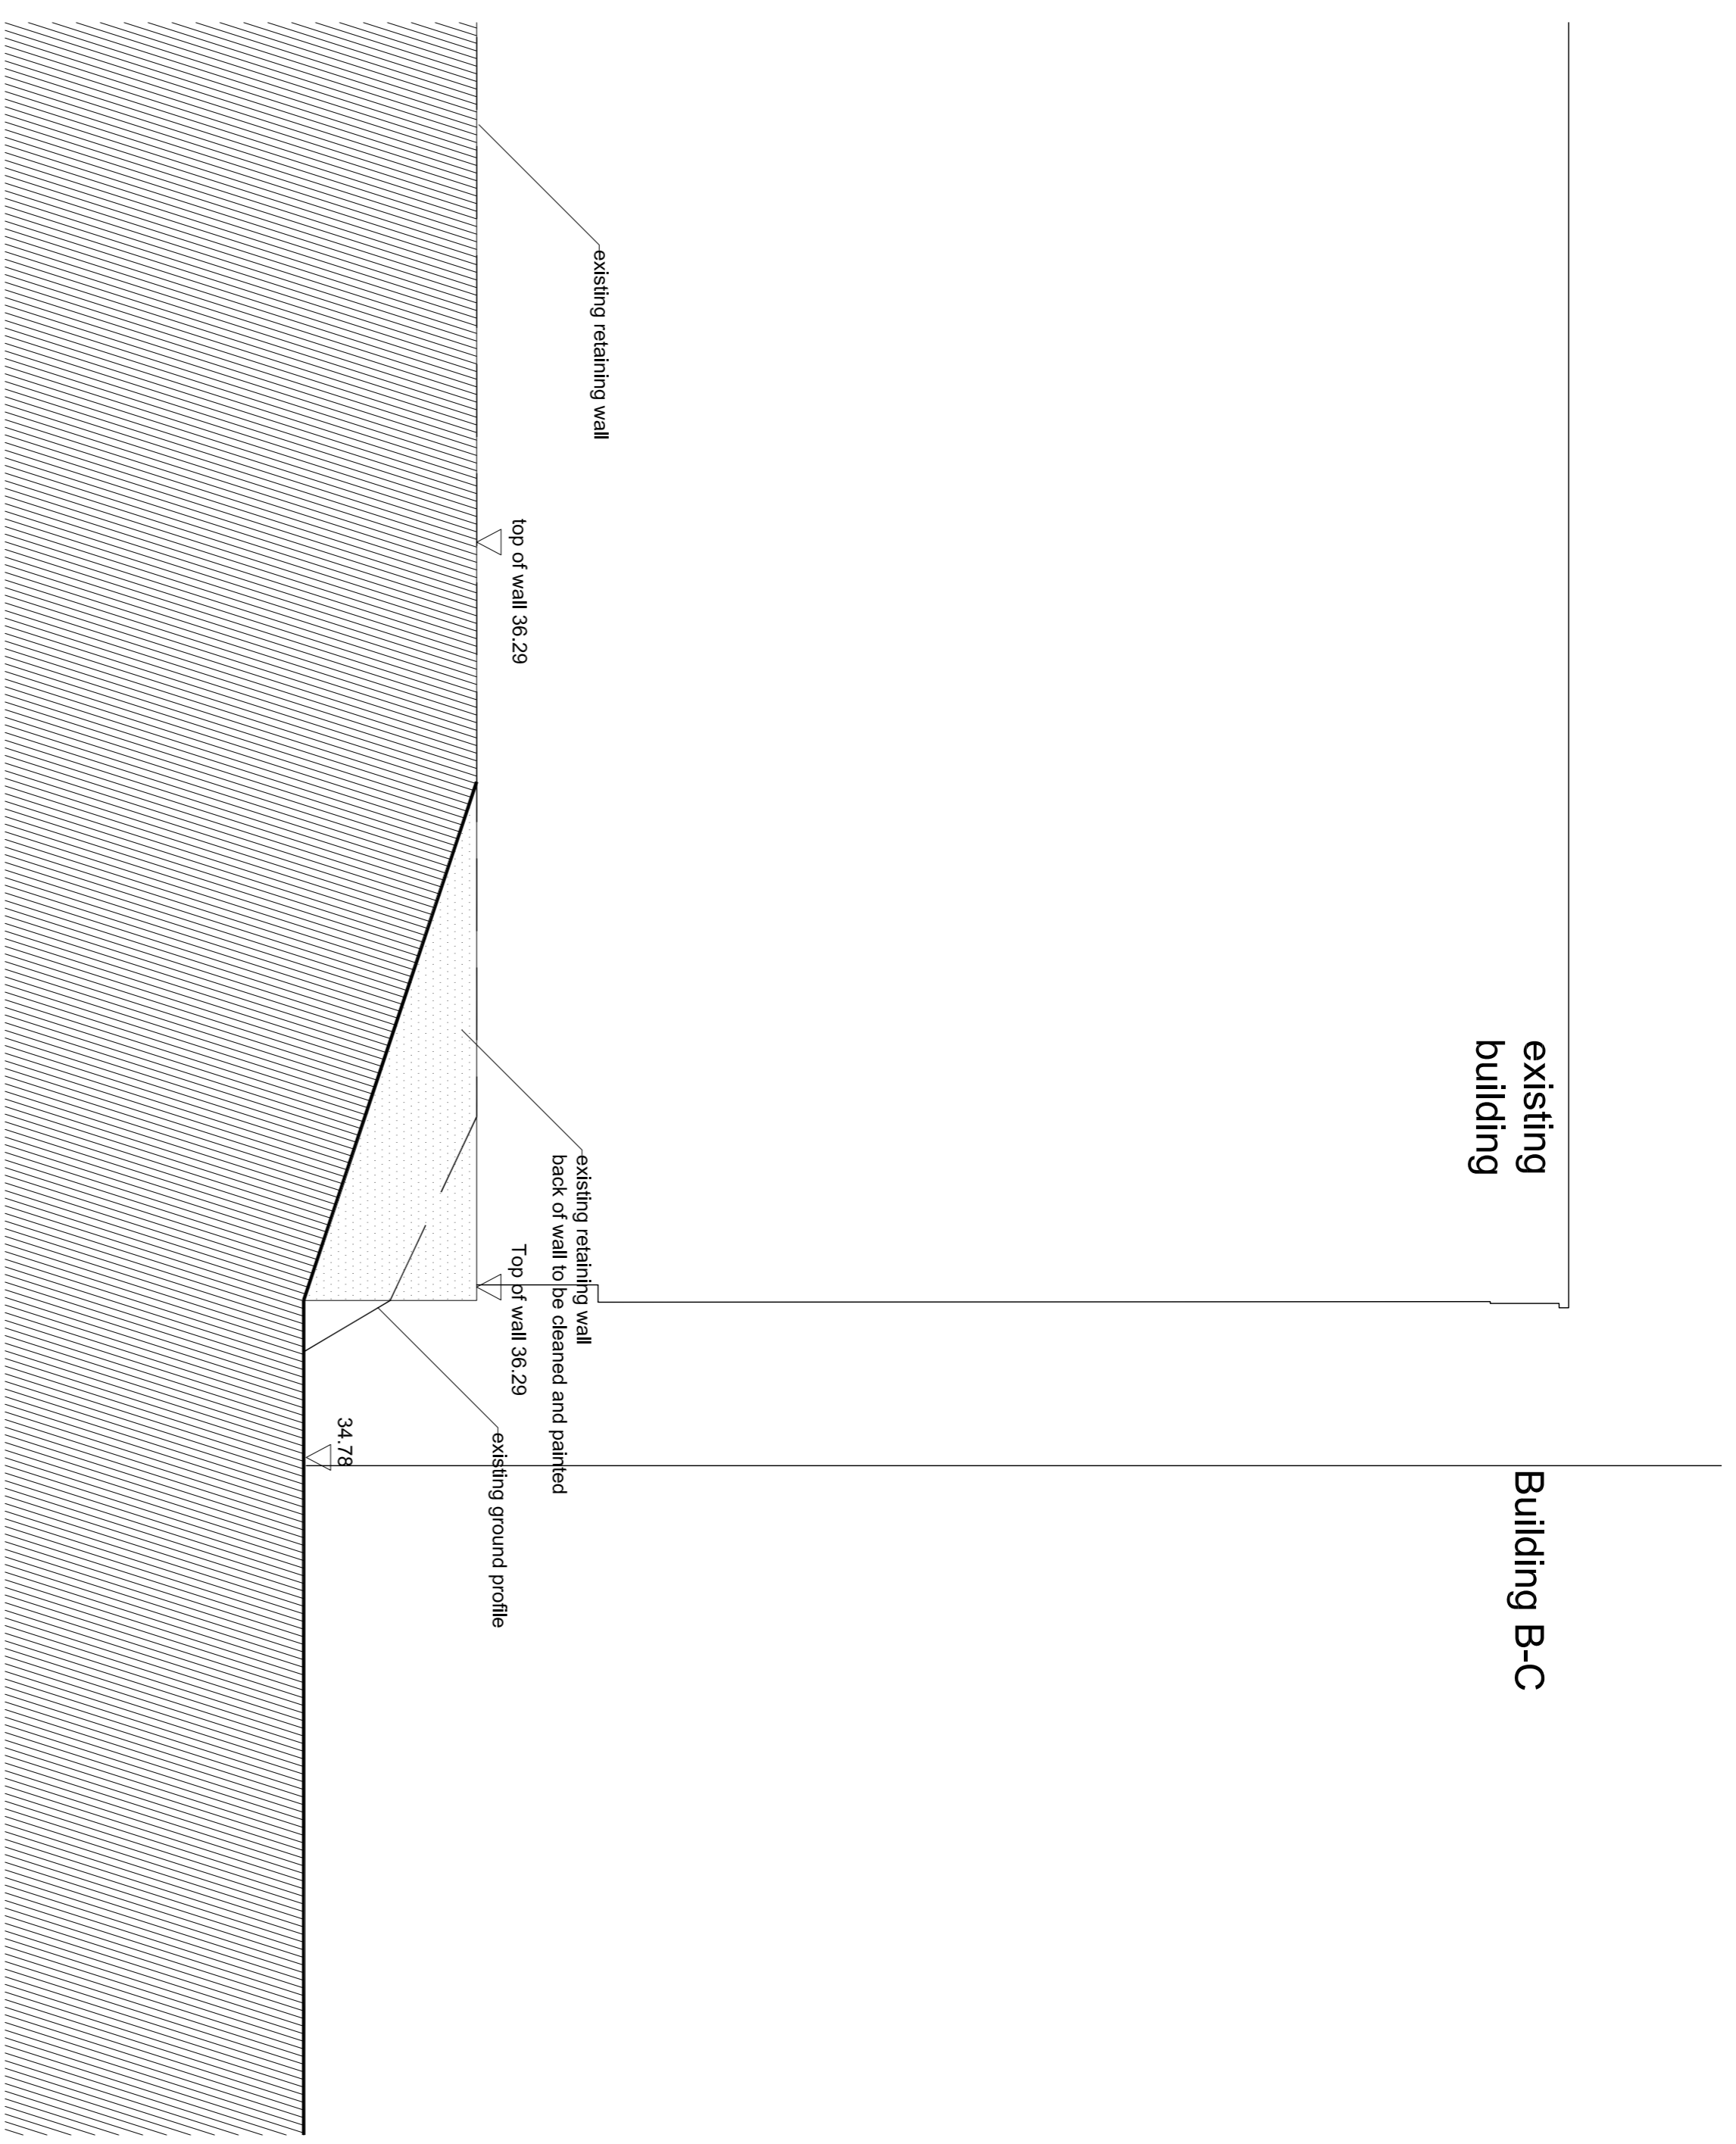 existing
building
Building B-C
existing retaining wall
existing retaining wall
back of wall to be cleaned and painted
top of wall 36.29
Top of wall 36.29
existing ground profile
34.78